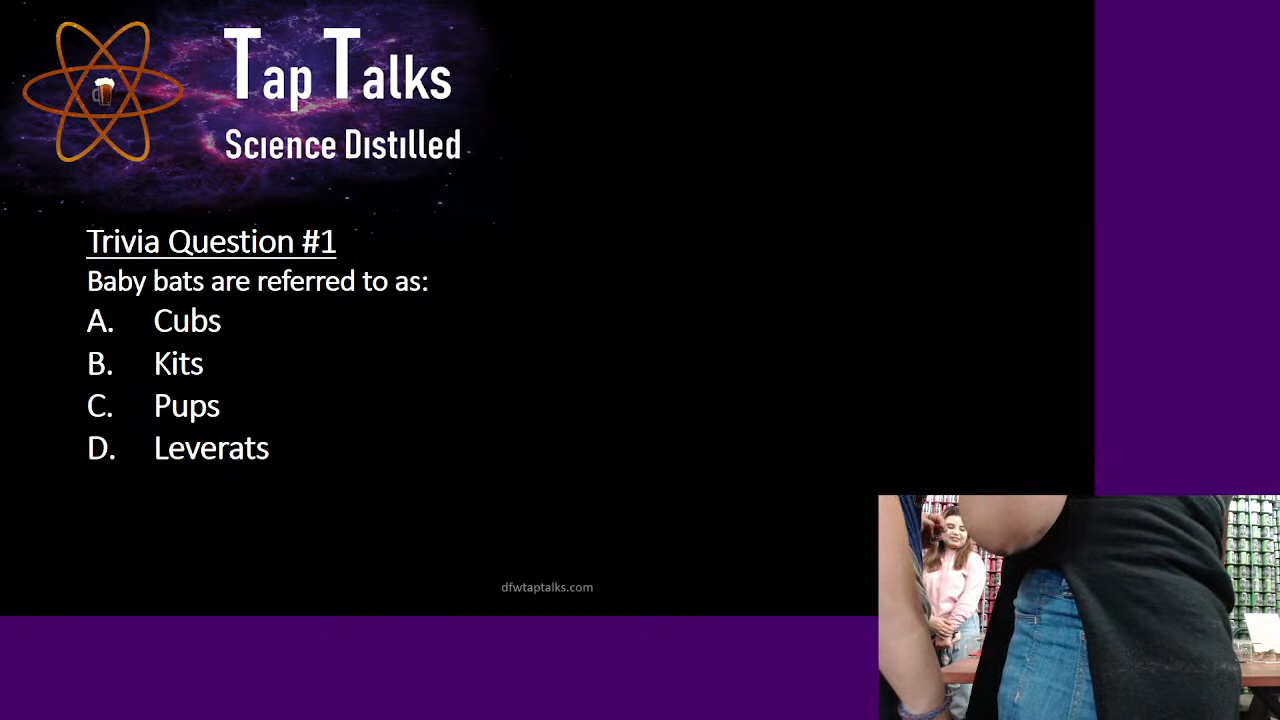 Tap Talks
Science Distilled
Trivia Question #1
Baby bats are referred to as:
A. Cubs
B. Kits
C. Pups
D. Leverats
dfwtaptalks.com